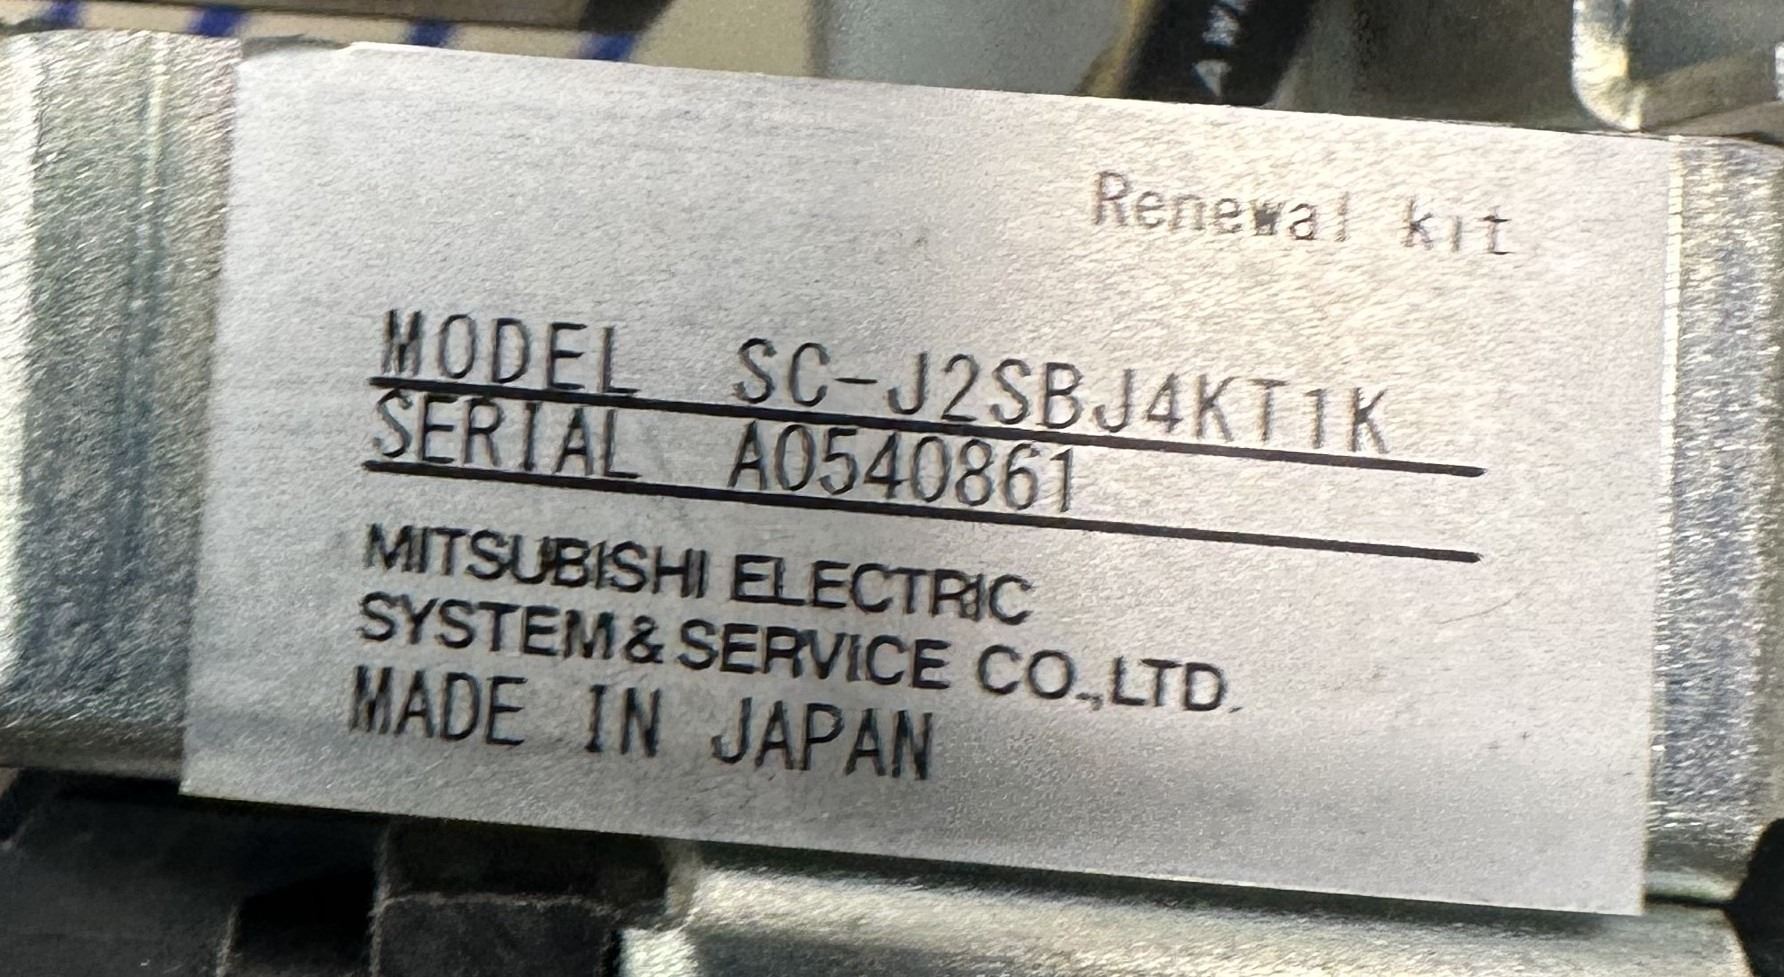 Renewal kit
MODEL SC-J2SBJ4KT1K
SERIAL A0540861
MITSUBISHI ELECTRIC
SYSTEM & SERVICE CO.,LTD.
MADE IN JAPAN